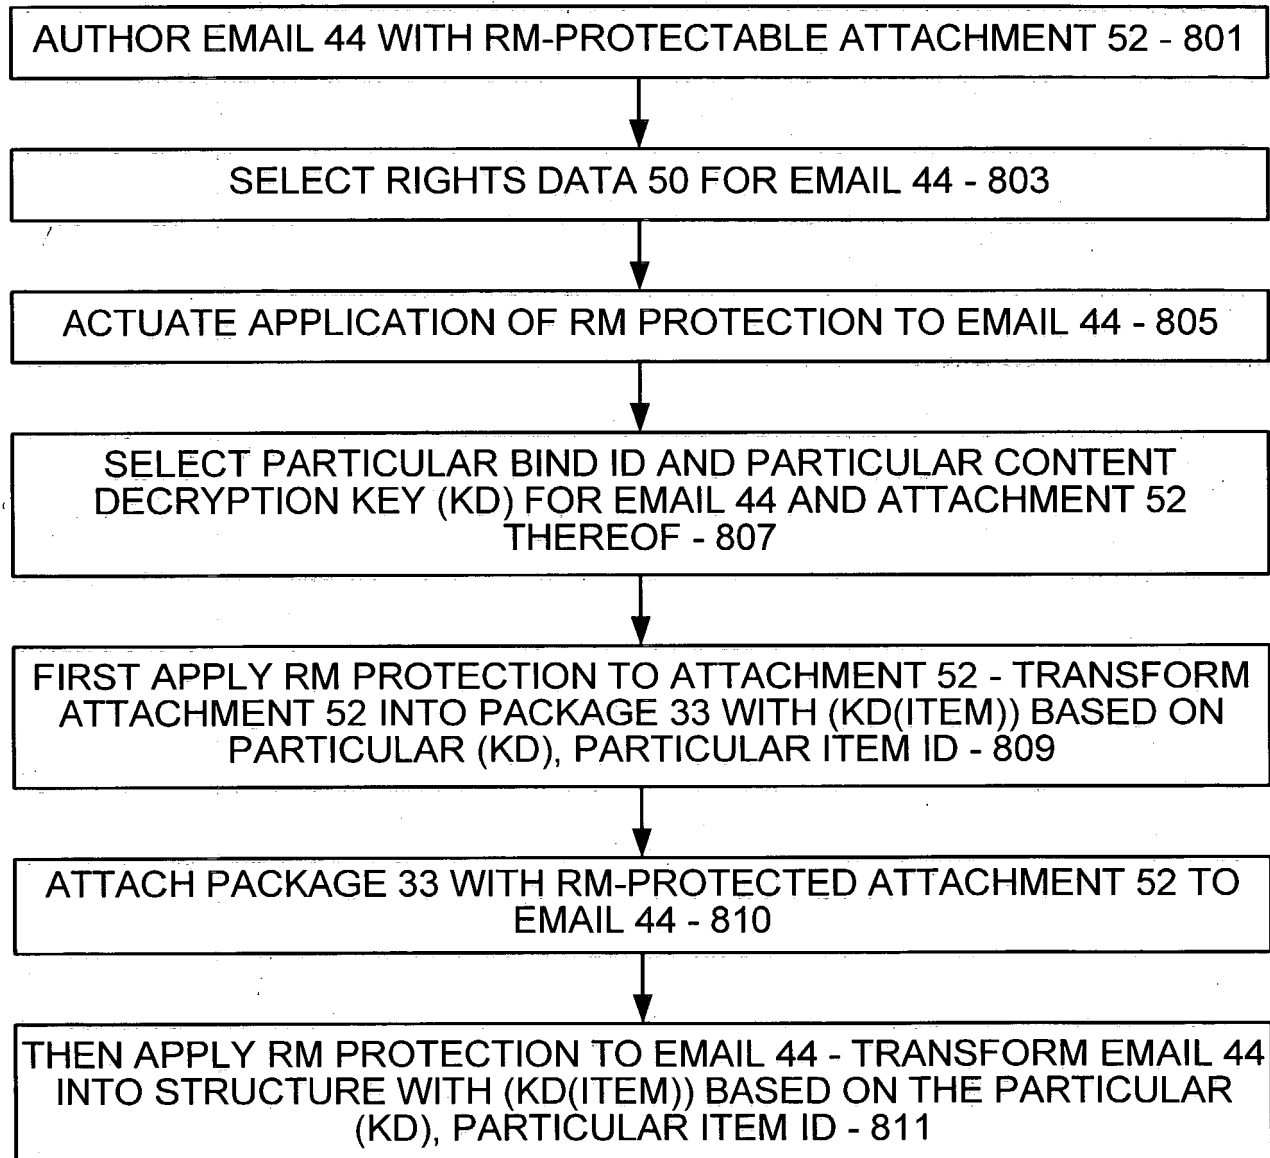 AUTHOR EMAIL 44 WITH RM-PROTECTABLE ATTACHMENT 52 - 801
SELECT RIGHTS DATA 50 FOR EMAIL 44 - 803
ACTUATE APPLICATION OF RM PROTECTION TO EMAIL 44 - 805
SELECT PARTICULAR BIND ID AND PARTICULAR CONTENT
DECRYPTION KEY (KD) FOR EMAIL 44 AND ATTACHMENT 52
THEREOF - 807
FIRST APPLY RM PROTECTION TO ATTACHMENT 52 - TRANSFORM
ATTACHMENT 52 INTO PACKAGE 33 WITH (KD(ITEM)) BASED ON
PARTICULAR (KD), PARTICULAR ITEM ID - 809
ATTACH PACKAGE 33 WITH RM-PROTECTED ATTACHMENT 52 TO
EMAIL 44 - 810
THEN APPLY RM PROTECTION TO EMAIL 44 - TRANSFORM EMAIL 44
INTO STRUCTURE WITH (KD(ITEM)) BASED ON THE PARTICULAR
(KD), PARTICULAR ITEM ID - 811